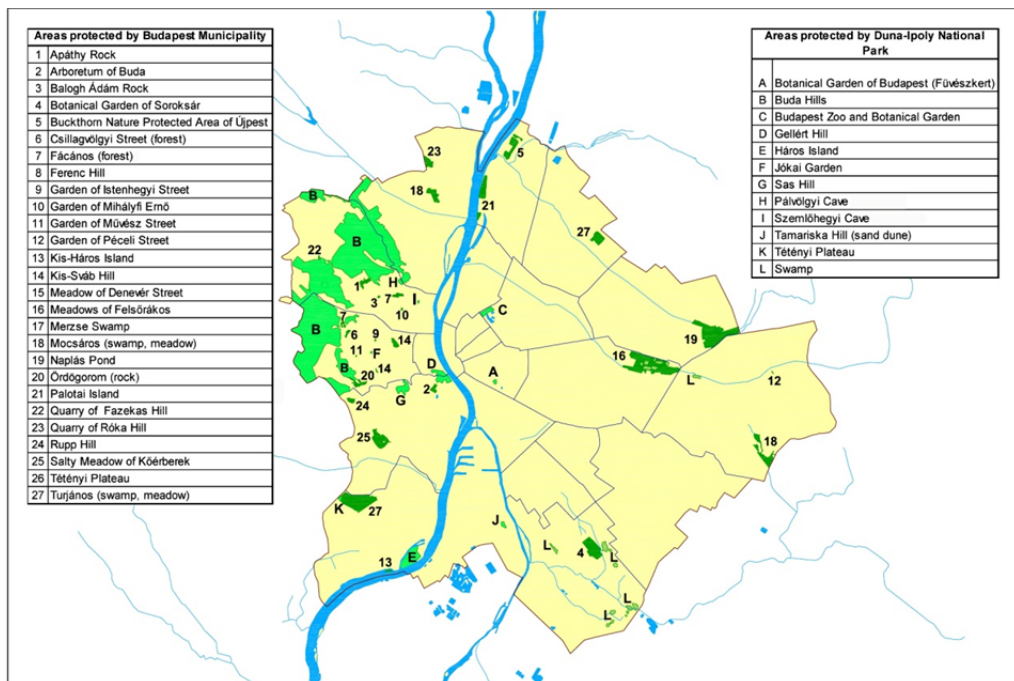 Areas protected by Budapest Municipality
1 Apáthy Rock
2 Arboretum of Buda
3 Balogh Ádám Rock
4 Botanical Garden of Soroksár
5 Buckthorn Nature Protected Area of Újpest
6 Csillagvölgyi Street (forest)
7 Fácános (forest)
8 Ferenc Hill
9 Garden of Istenhegyi Street
10 Garden of Mihályfi Ernő
11 Garden of Művész Street
12 Garden of Péceli Street
13 Kis-Háros Island
14 Kis-Sváb Hill
15 Meadow of Denevér Street
16 Meadows of Felsőrákos
17 Merzse Swamp
18 Mocsáros (swamp, meadow)
19 Naplás Pond
20 Ördögorom (rock)
21 Palotai Island
22 Quarry of Fazekas Hill
23 Quarry of Róka Hill
24 Rupp Hill
25 Salty Meadow of Kőérberek
26 Tétényi Plateau
27 Turjános (swamp, meadow)
Areas protected by Duna-Ipoly National
Park
A Botanical Garden of Budapest (Füvészkert)
B Buda Hills
C Budapest Zoo and Botanical Garden
D Gellért Hill
E Háros Island
F Jókai Garden
G Sas Hill
H Pálvölgyi Cave
I Szemlőhegyi Cave
J Tamariska Hill (sand dune)
K Tétényi Plateau
L Swamp
23
5
18
B
21
27
22
B
H
1
3
7
I
10
C
7
B
6
9
14
19
11
F
16
B
14
D
A
L
12
20
G
2
24
25
18
K
27
J
L
4
L
13
E
L
L